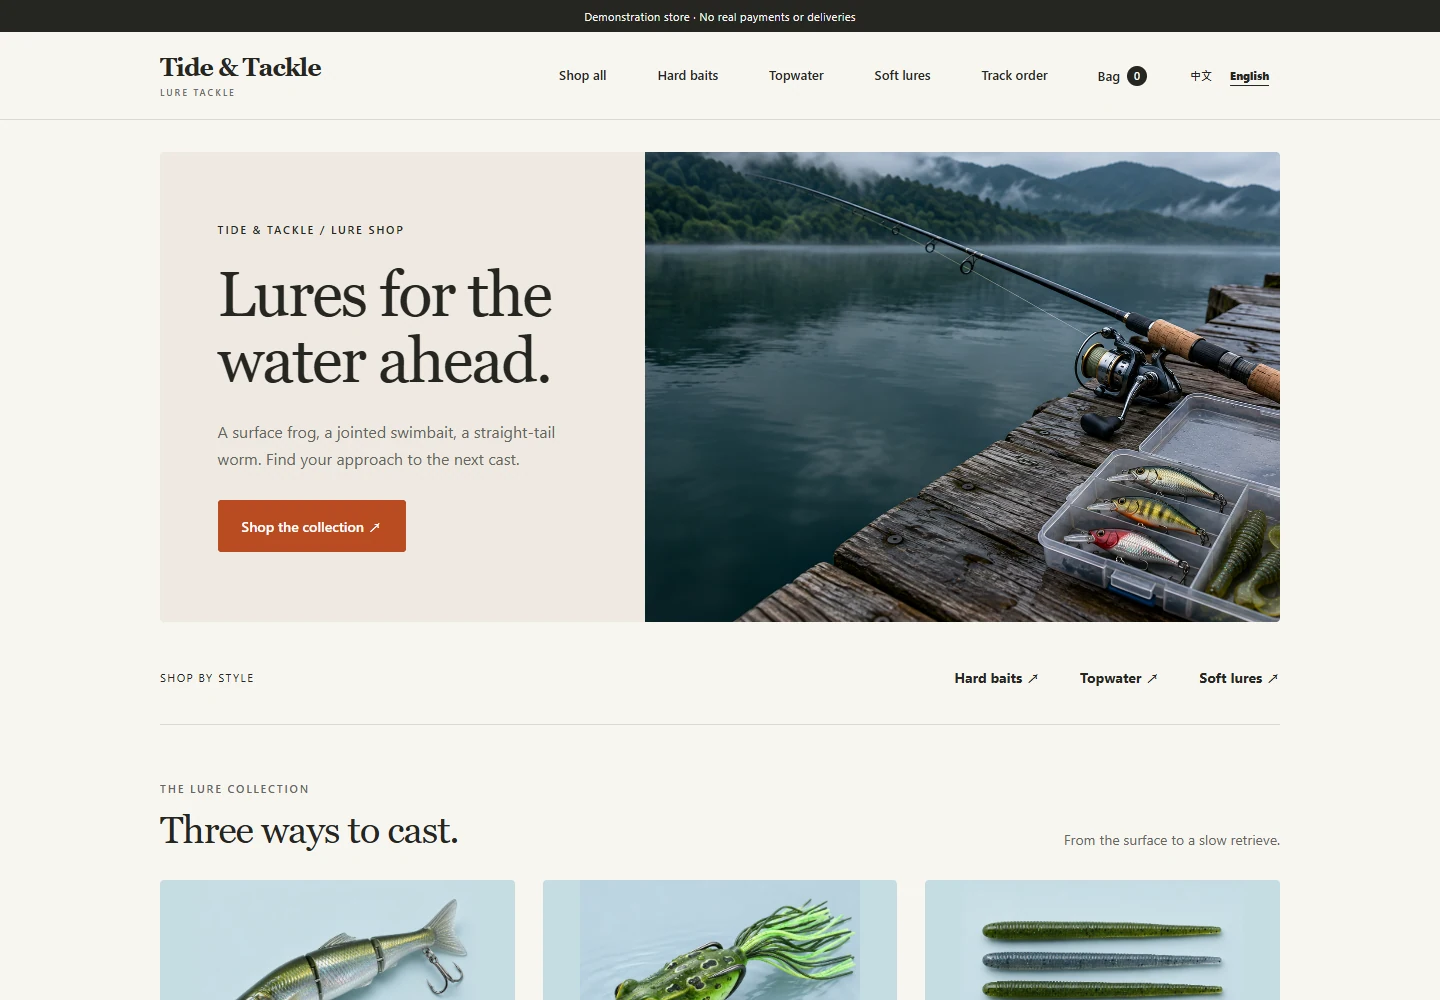 Demonstration store · No real payments or deliveries
Tide & Tackle
LURE TACKLE
Shop all
Hard baits
Topwater
Soft lures
Track order
Bag 0
中文
English
TIDE & TACKLE / LURE SHOP
Lures for the
water ahead.
A surface frog, a jointed swimbait, a straight-tail
worm. Find your approach to the next cast.
Shop the collection ↗
SHOP BY STYLE
Hard baits ↗
Topwater ↗
Soft lures ↗
THE LURE COLLECTION
Three ways to cast.
From the surface to a slow retrieve.